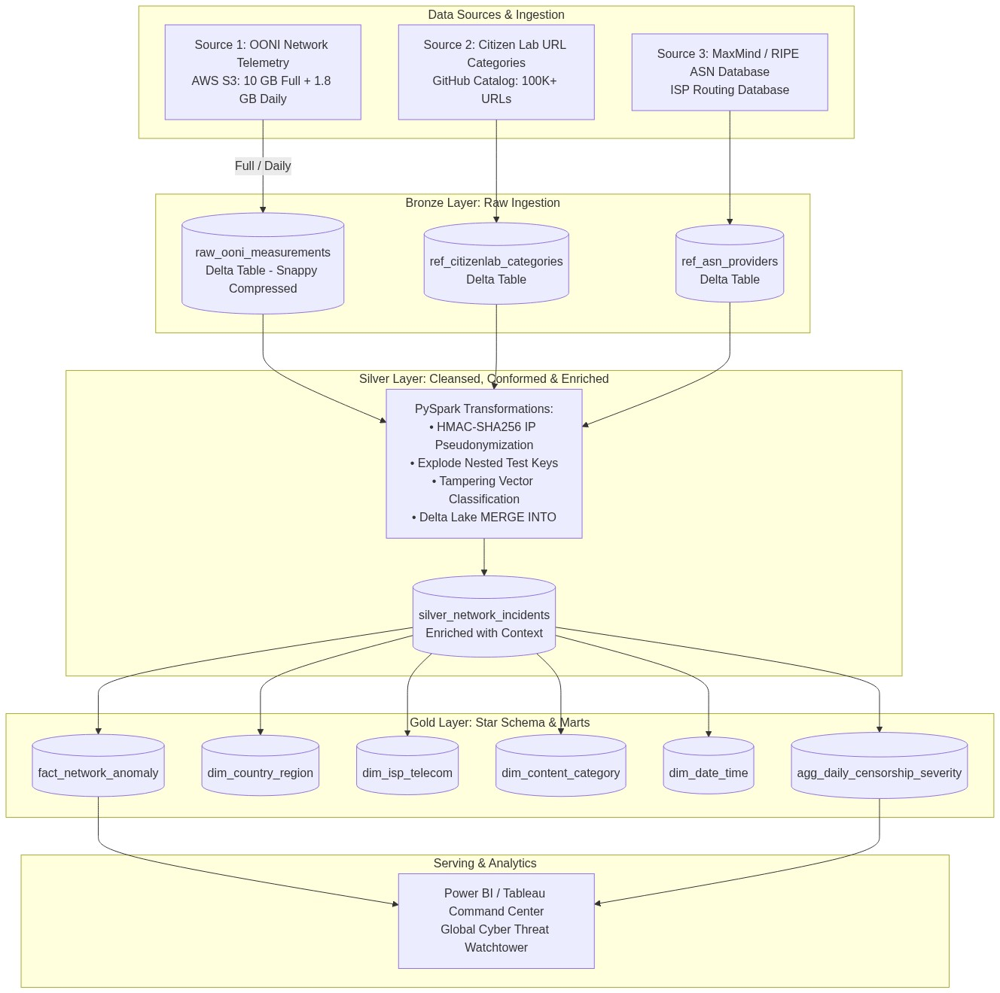 Data Sources & Ingestion
Source 1: OONI Network
Telemetry
AWS S3: 10 GB Full + 1.8
GB Daily
Source 2: Citizen Lab URL
Categories
GitHub Catalog: 100K+
URLs
Source 3: MaxMind / RIPE
ASN Database
ISP Routing Database
Full / Daily
Bronze Layer: Raw Ingestion
raw_ooni_measurements
Delta Table - Snappy
Compressed
ref_citizenlab_categories
Delta Table
ref_asn_providers
Delta Table
Silver Layer: Cleansed, Conformed & Enriched
PySpark Transformations:
• HMAC-SHA256 IP
Pseudonymization
• Explode Nested Test Keys
• Tampering Vector
Classification
• Delta Lake MERGE INTO
silver_network_incidents
Enriched with Context
Gold Layer: Star Schema & Marts
fact_network_anomaly
dim_country_region
dim_isp_telecom
dim_content_category
dim_date_time
agg_daily_censorship_severity
Serving & Analytics
Power BI / Tableau
Command Center
Global Cyber Threat
Watchtower